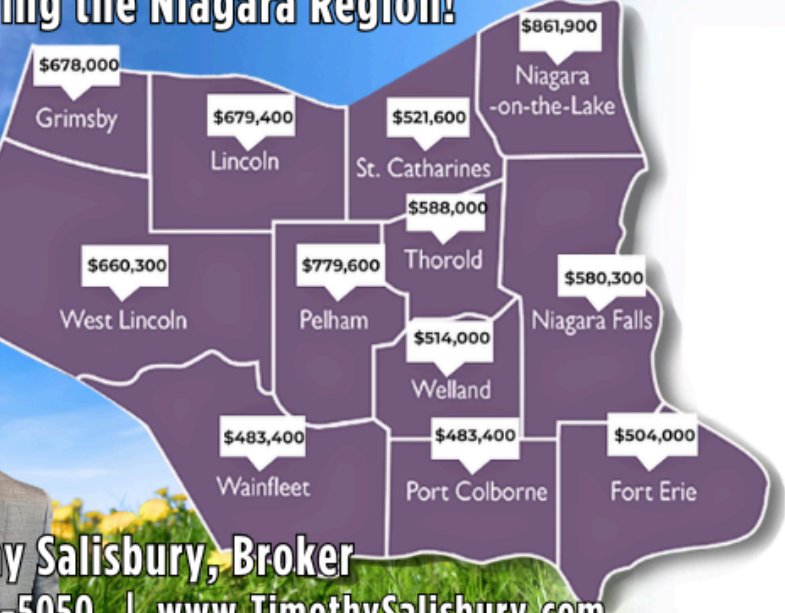 ing the Niagara Region!
$861,900
Niagara
-on-the-Lake
$678,000
Grimsby
$679,400
Lincoln
$521,600
St. Catharines
$588,000
Thorold
$660,300
West Lincoln
$779,600
Pelham
$580,300
Niagara Falls
$514,000
Welland
$483,400
Wainfleet
$483,400
Port Colborne
$504,000
Fort Erie
y Salisbury, Broker
-5050 | www.TimothySalisbury.com